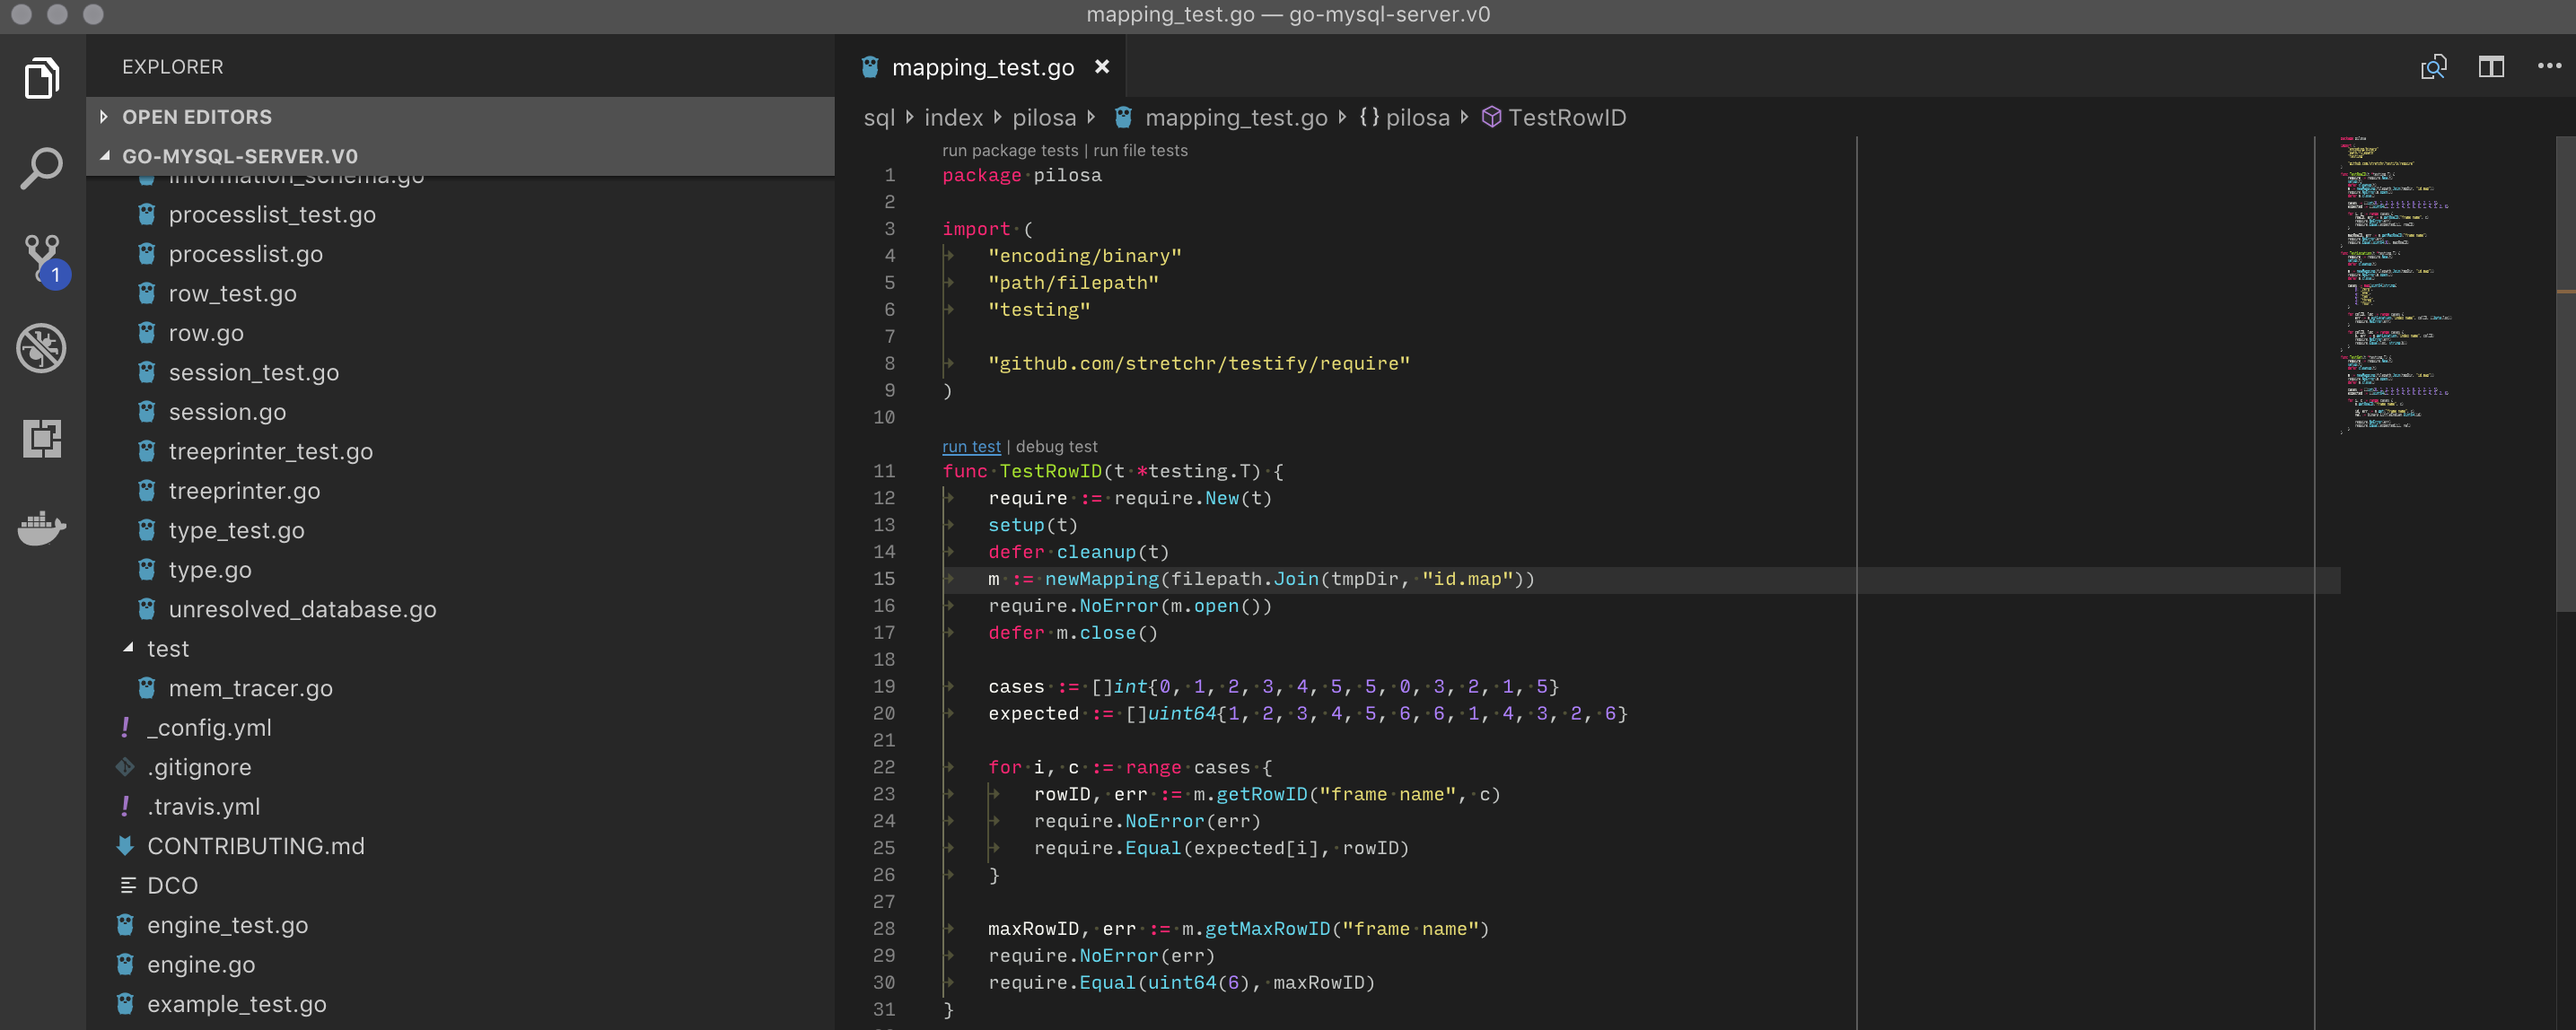 mapping_test.go — go-mysql-server.v0
EXPLORER
OPEN EDITORS
GO-MYSQL-SERVER.V0
information_schema.go
processlist_test.go
processlist.go
row_test.go
row.go
session_test.go
session.go
treeprinter_test.go
treeprinter.go
type_test.go
type.go
unresolved_database.go
test
mem_tracer.go
_config.yml
.gitignore
.travis.yml
CONTRIBUTING.md
DCO
engine_test.go
engine.go
example_test.go
1
mapping_test.go
sql index pilosa mapping_test.go {} pilosa TestRowID
run package tests | run file tests
1 package pilosa
2
3 import (
4 "encoding/binary"
5 "path/filepath"
6 "testing"
7
8 "github.com/stretchr/testify/require"
9 )
10
run test | debug test
11 func TestRowID(t *testing.T) {
12 require := require.New(t)
13 setup(t)
14 defer cleanup(t)
15 m := newMapping(filepath.Join(tmpDir, "id.map"))
16 require.NoError(m.open())
17 defer m.close()
18
19 cases := []int{0, 1, 2, 3, 4, 5, 5, 0, 3, 2, 1, 5}
20 expected := []uint64{1, 2, 3, 4, 5, 6, 6, 1, 4, 3, 2, 6}
21
22 for i, c := range cases {
23 rowID, err := m.getRowID("frame name", c)
24 require.NoError(err)
25 require.Equal(expected[i], rowID)
26 }
27
28 maxRowID, err := m.getMaxRowID("frame name")
29 require.NoError(err)
30 require.Equal(uint64(6), maxRowID)
31 }